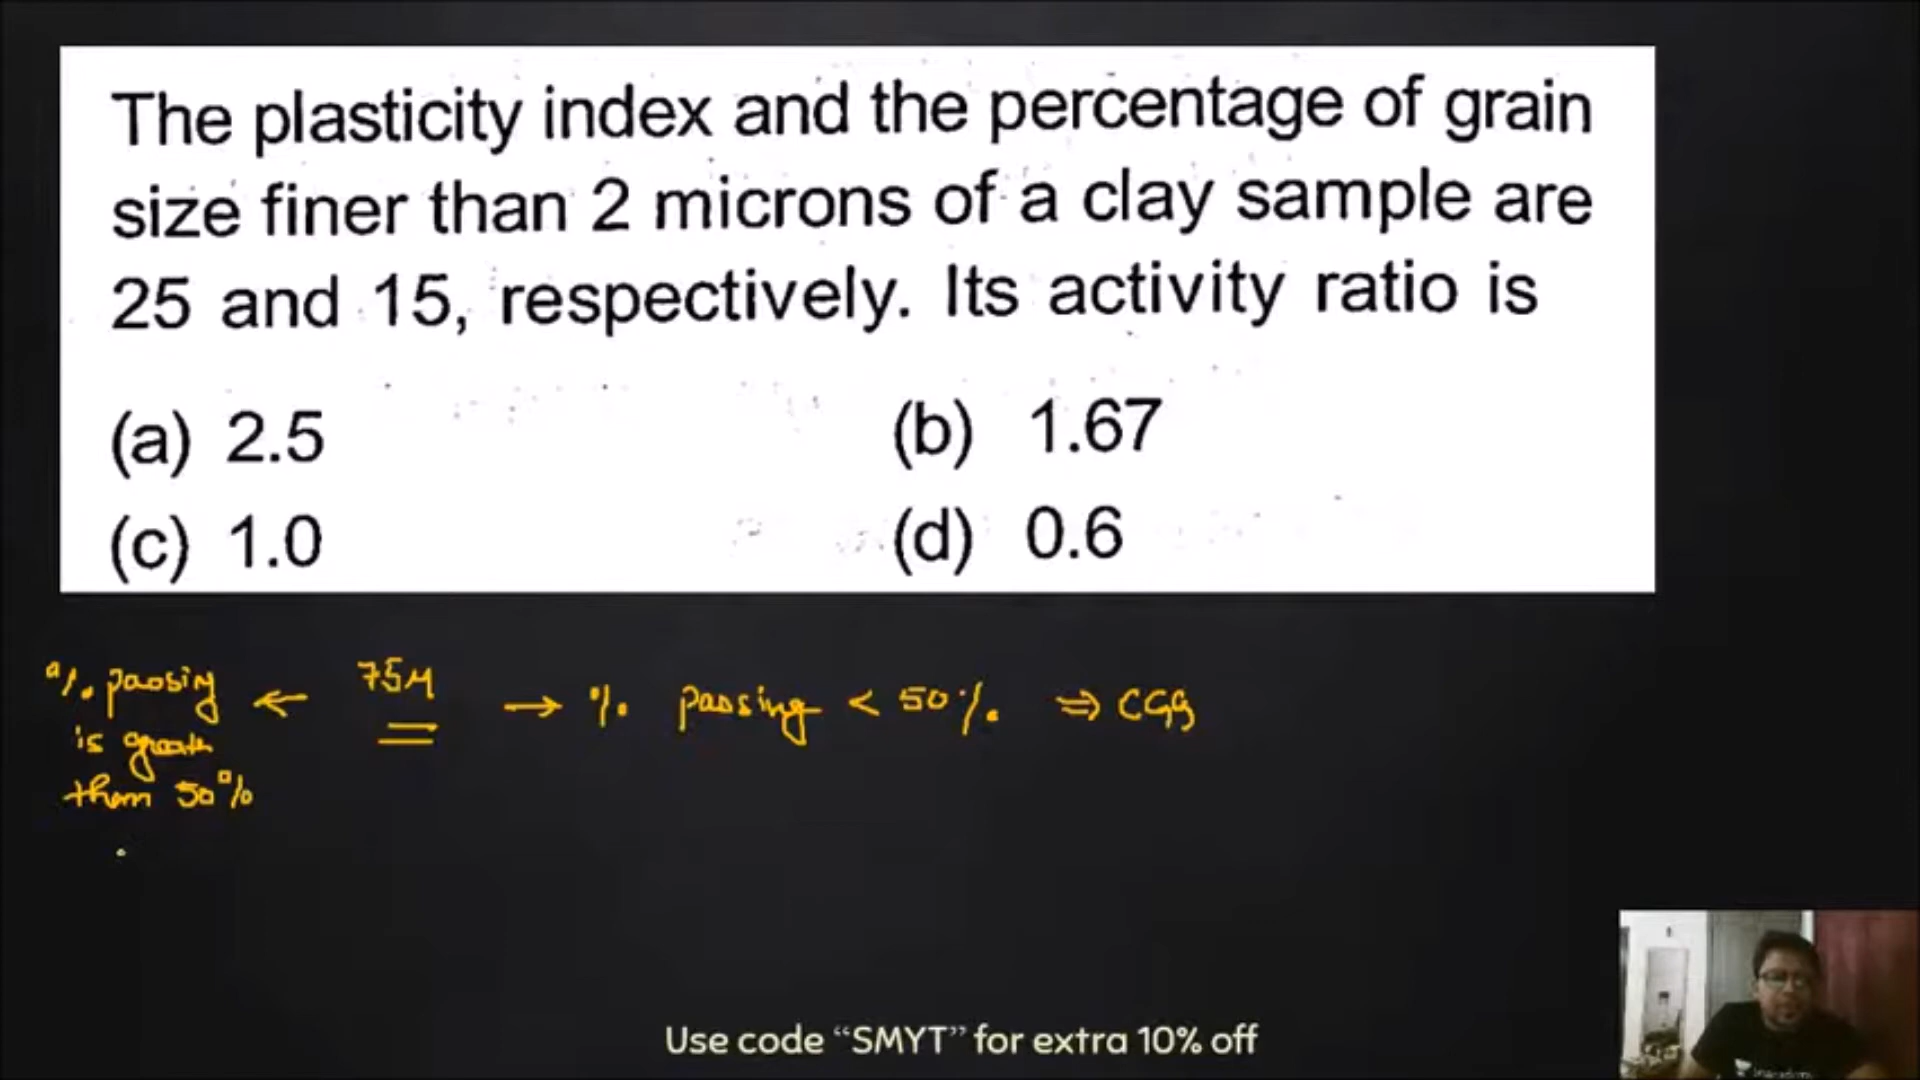 The plasticity index and the percentage of grain
size finer than 2 microns of a clay sample are
25 and 15, respectively. Its activity ratio is
(a) 2.5 (b) 1.67
(c) 1.0 (d) 0.6
% passing ← 75μ → % passing < 50% ⇒ CGS
is
than 50%
Use code “SMYT” for extra 10% off